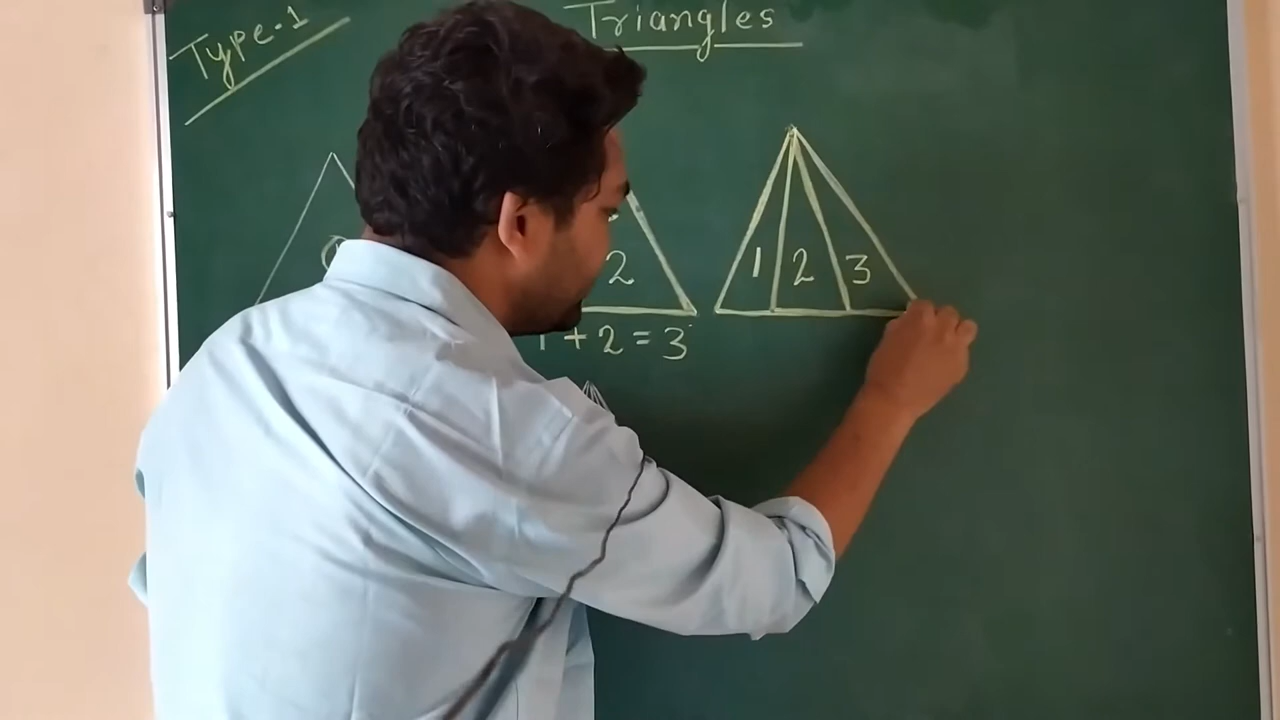 Triangles
Type-1
2
1 2 3
1 + 2 = 3